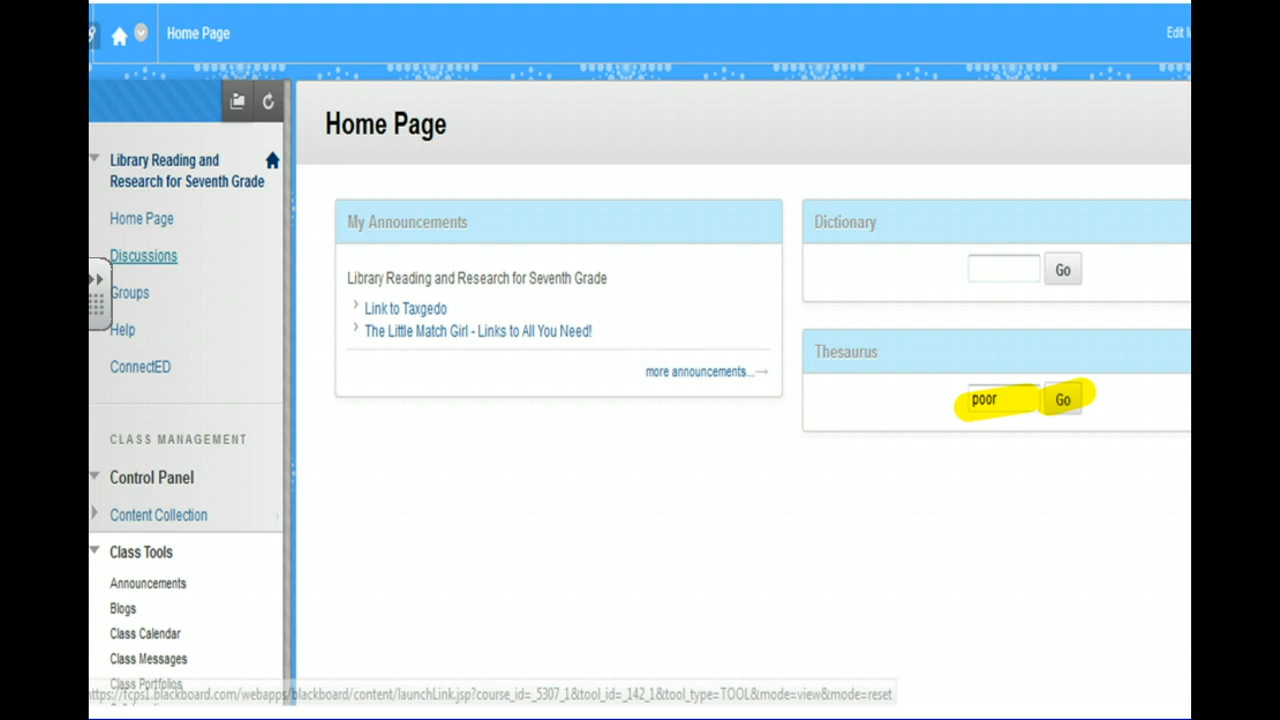 Home Page
Edit
Library Reading and
Research for Seventh Grade
Home Page
Discussions
Groups
Help
ConnectED
CLASS MANAGEMENT
Control Panel
Content Collection
Class Tools
Announcements
Blogs
Class Calendar
Class Messages
Class Portfolios
Home Page
My Announcements
Library Reading and Research for Seventh Grade
Link to Taxgedo
The Little Match Girl - Links to All You Need!
more announcements...
Dictionary
Go
Thesaurus
poor Go
https://fcps1.blackboard.com/webapps/blackboard/content/launchLink.jsp?course_id=_5307_1&tool_id=_142_1&tool_type=TOOL&mode=view&mode=reset